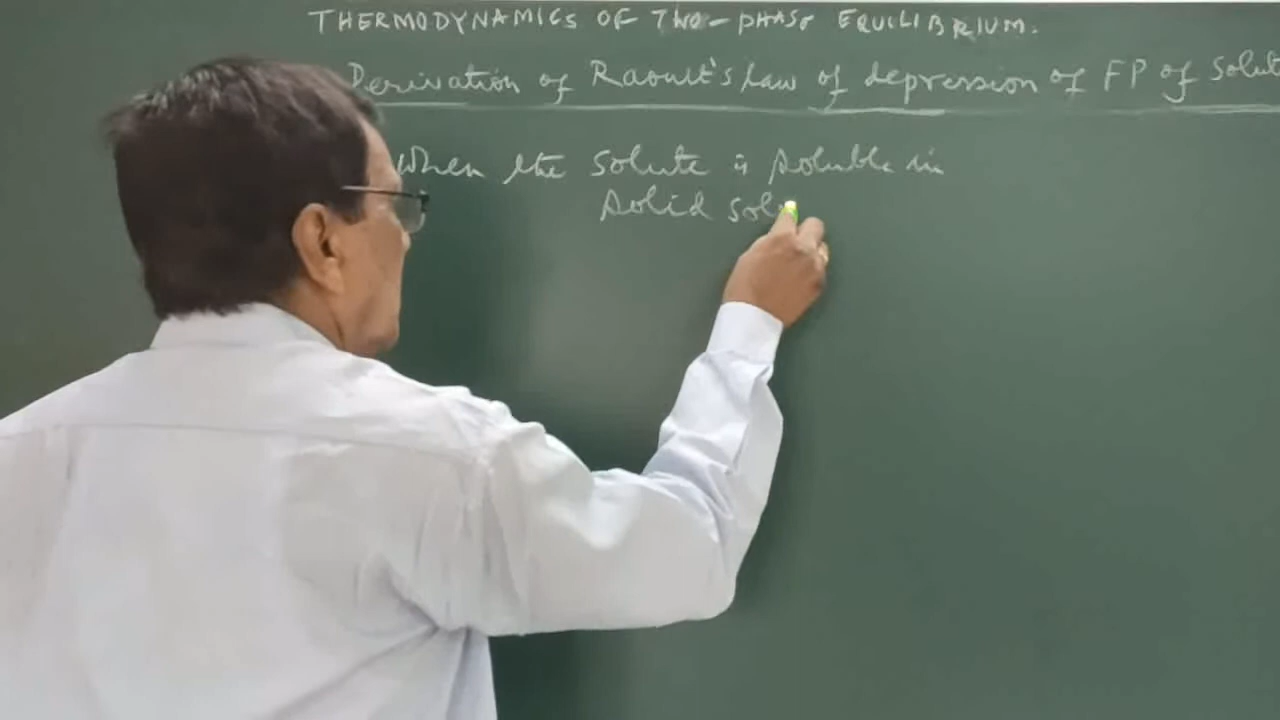 THERMODYNAMICS OF TWO-PHASE EQUILIBRIUM.
Derivation of Raoult's Law of depression of FP of Solut
When the solute is soluble in
solid sol